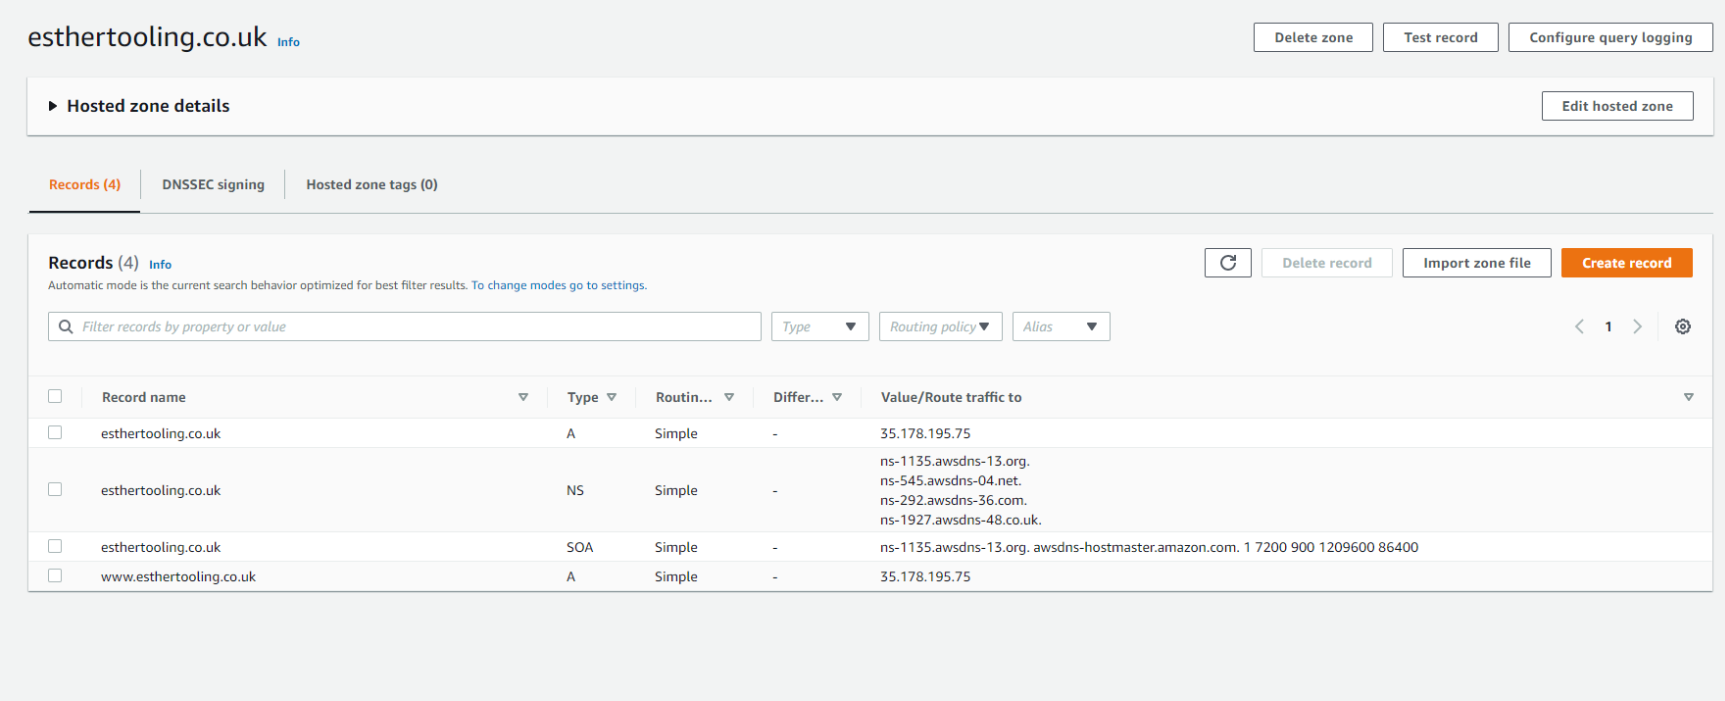 esthertooling.co.uk Info
Delete zone Test record Configure query logging
Hosted zone details Edit hosted zone
Records (4) DNSSEC signing Hosted zone tags (0)
Records (4) Info
Delete record Import zone file Create record
Automatic mode is the current search behavior optimized for best filter results. To change modes go to settings.
Filter records by property or value Type Routing policy Alias 1
Record name Type Routin... Differ... Value/Route traffic to
esthertooling.co.uk A Simple - 35.178.195.75
ns-1135.awsdns-13.org.
ns-545.awsdns-04.net.
esthertooling.co.uk NS Simple -
ns-292.awsdns-36.com.
ns-1927.awsdns-48.co.uk.
esthertooling.co.uk SOA Simple - ns-1135.awsdns-13.org. awsdns-hostmaster.amazon.com. 1 7200 900 1209600 86400
www.esthertooling.co.uk A Simple - 35.178.195.75